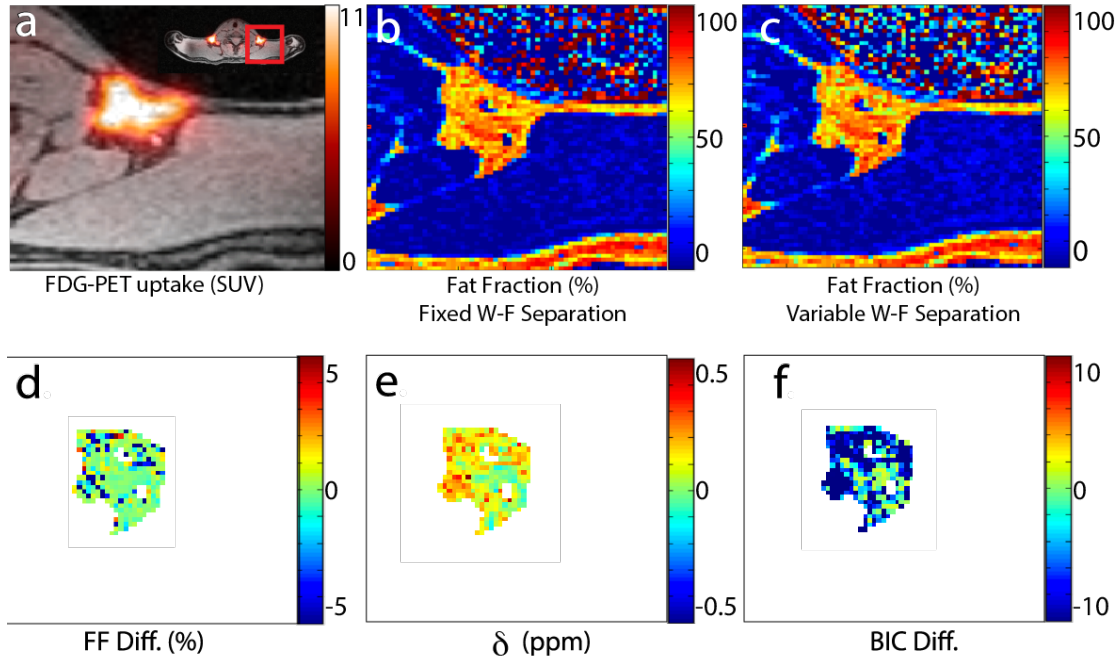 a
11
0
FDG-PET uptake (SUV)
b
100
50
0
Fat Fraction (%)
Fixed W-F Separation
c
100
50
0
Fat Fraction (%)
Variable W-F Separation
d
5
0
-5
FF Diff. (%)
e
0.5
0
-0.5
δ (ppm)
f
10
0
-10
BIC Diff.